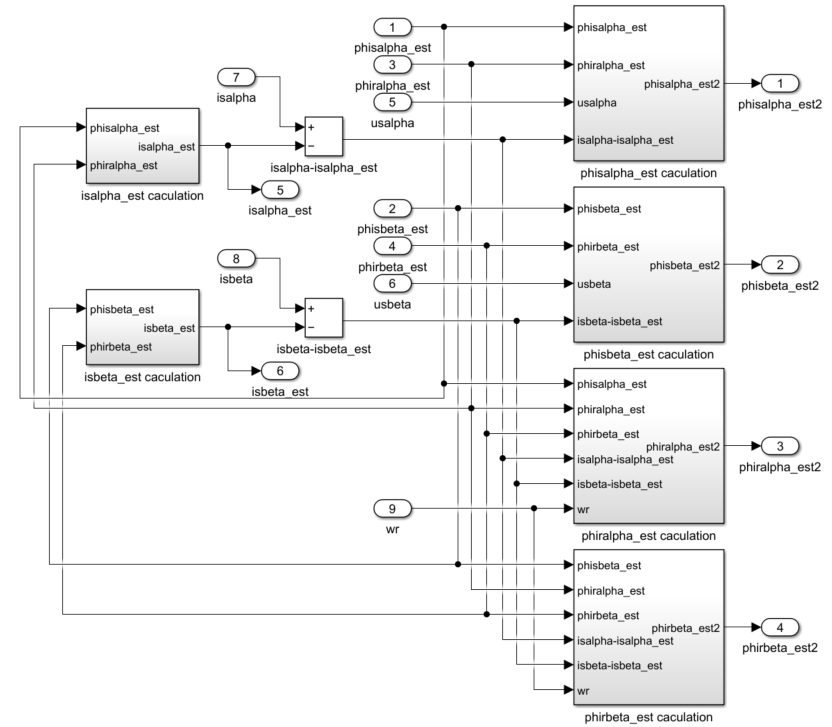 1
phisalpha_est
3
phiralpha_est
5
usalpha
phisalpha_est
phiralpha_est
usalpha
isalpha-isalpha_est
phisalpha_est2
phisalpha_est caculation
1
phisalpha_est2
7
isalpha
phisalpha_est
phiralpha_est
isalpha_est
isalpha_est caculation
+
−
isalpha-isalpha_est
5
isalpha_est
2
phisbeta_est
4
phirbeta_est
6
usbeta
phisbeta_est
phirbeta_est
usbeta
isbeta-isbeta_est
phisbeta_est2
phisbeta_est caculation
2
phisbeta_est2
8
isbeta
phisbeta_est
phirbeta_est
isbeta_est
isbeta_est caculation
+
−
isbeta-isbeta_est
6
isbeta_est
phisalpha_est
phiralpha_est
phirbeta_est
isalpha-isalpha_est
isbeta-isbeta_est
wr
phiralpha_est2
phiralpha_est caculation
3
phiralpha_est2
9
wr
phisbeta_est
phiralpha_est
phirbeta_est
isalpha-isalpha_est
isbeta-isbeta_est
wr
phirbeta_est2
phirbeta_est caculation
4
phirbeta_est2